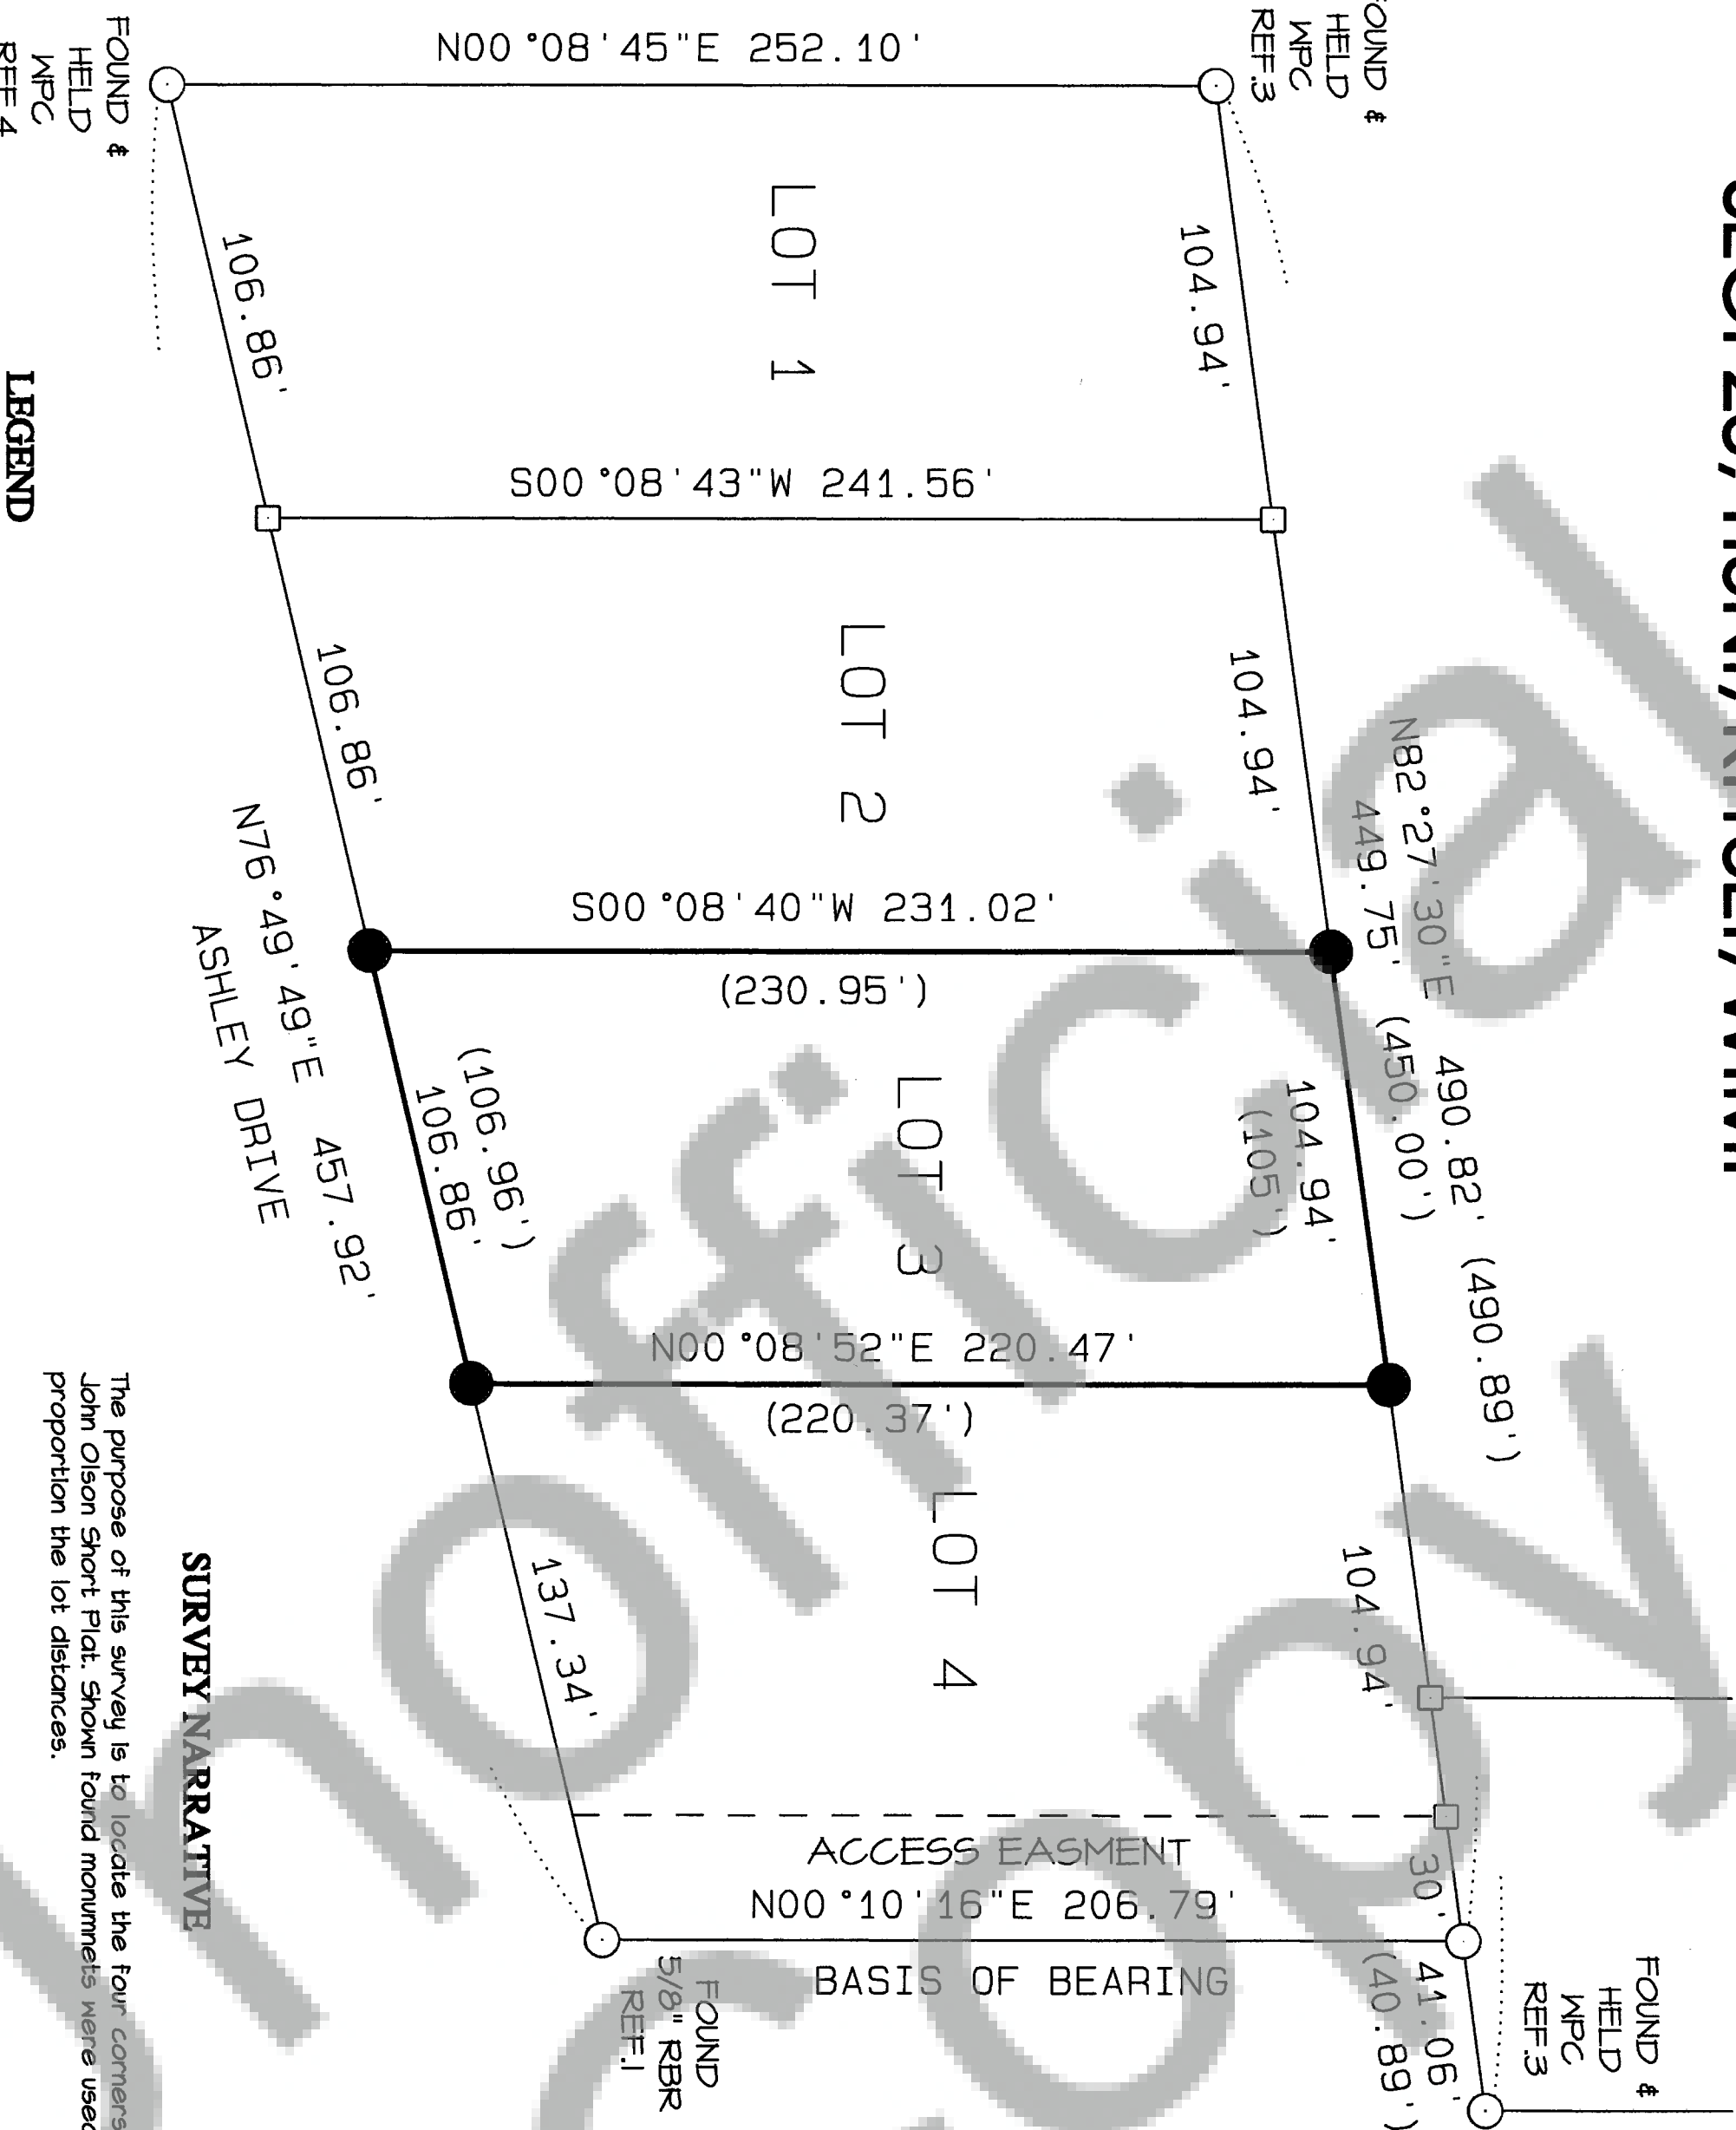 FOUND &
HELD
WPC
REF.3
FOUND &
HELD
WPC
REF.4
N00°08'45"E 252.10'
LOT 1
104.94'
106.86'
S00°08'43"W 241.56'
LOT 2
104.94'
106.86'
N82°27'30"E 490.82' (490.89')
449.75' (450.00')
S00°08'40"W 231.02'
(230.95')
LOT 3
104.94'
(105')
(106.96')
106.86'
N76°49'49"E 457.92'
ASHLEY DRIVE
N00°08'52"E 220.47'
(220.37')
LOT 4
104.94'
137.34'
30'
ACCESS EASMENT
N00°10'16"E 206.79'
BASIS OF BEARING
41.06'
(40.89')
FOUND &
HELD
WPC
REF.3
FOUND
5/8" RBR
REF.1
LEGEND
SURVEY NARRATIVE
The purpose of this survey is to locate the four corners
John Olson Short Plat. Shown found monummets were used
proportion the lot distances.
Unofficial
Copy